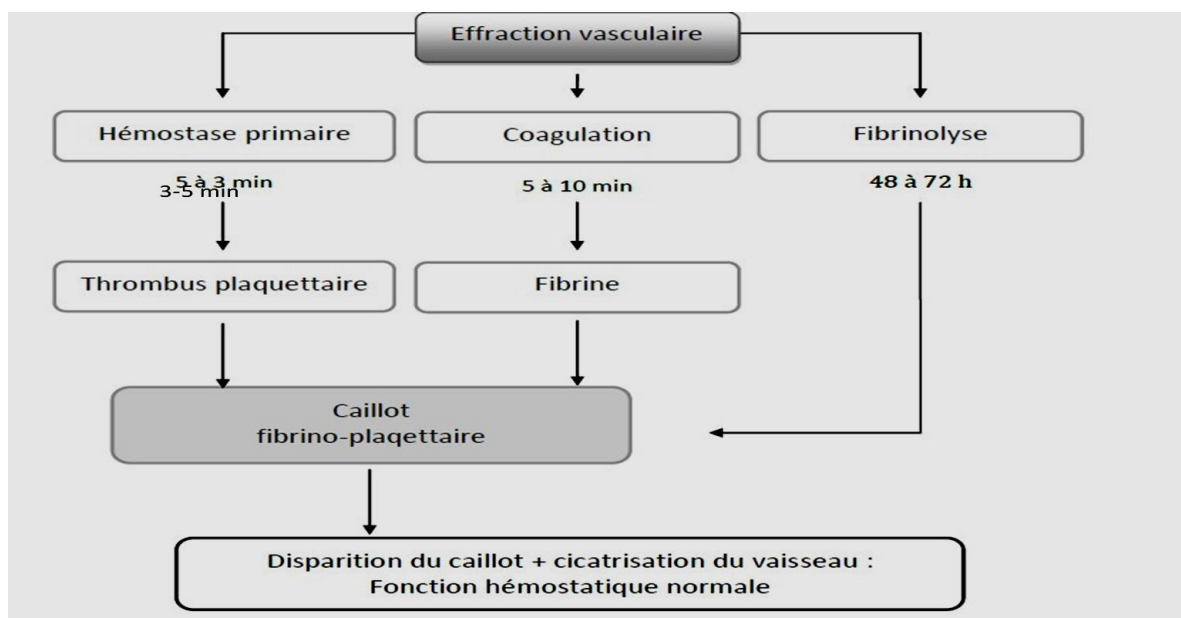 Effraction vasculaire
Hémostase primaire
Coagulation
Fibrinolyse
5 à 3 min
3-5 min
5 à 10 min
48 à 72 h
Thrombus plaquettaire
Fibrine
Caillot
fibrino-plaqettaire
Disparition du caillot + cicatrisation du vaisseau :
Fonction hémostatique normale